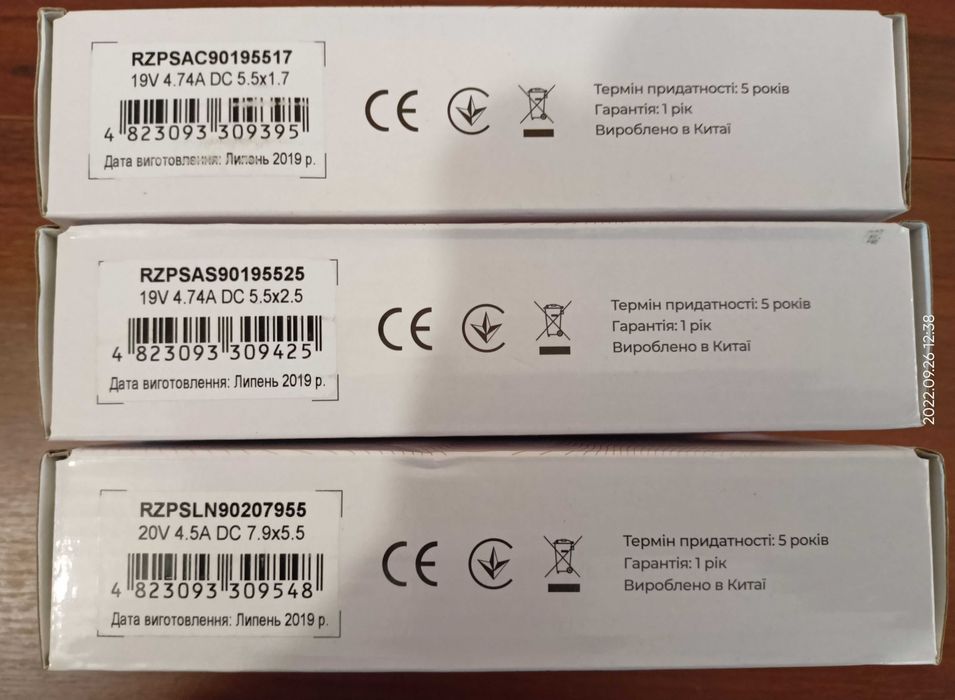 RZPSAC90195517
19V 4.74A DC 5.5x1.7
4 823093 309395
Дата виготовлення: Липень 2019 р.
CE
Термін придатності: 5 років
Гарантія: 1 рік
Вироблено в Китаї
RZPSAS90195525
19V 4.74A DC 5.5x2.5
4 823093 309425
Дата виготовлення: Липень 2019 р.
CE
Термін придатності: 5 років
Гарантія: 1 рік
Вироблено в Китаї
2022.09.26 12:38
RZPSLN90207955
20V 4.5A DC 7.9x5.5
4 823093 309548
Дата виготовлення: Липень 2019 р.
CE
Термін придатності: 5 років
Гарантія: 1 рік
Вироблено в Китаї